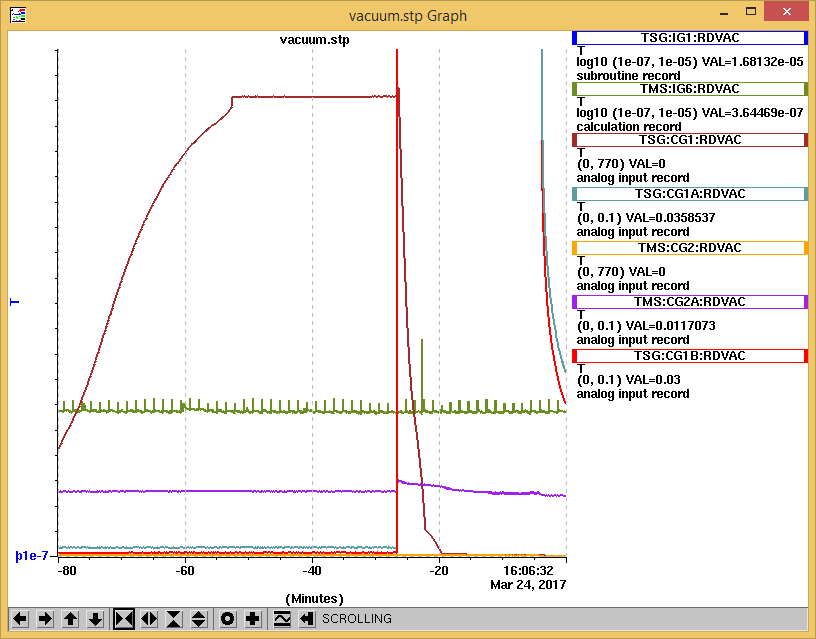 vacuum.stp Graph
vacuum.stp
T
1e-7
-80
-60
-40
-20
16:06:32
Mar 24, 2017
(Minutes)
TSG:IG1:RDVAC
T
log10 (1e-07, 1e-05) VAL=1.68132e-05
subroutine record
TMS:IG6:RDVAC
T
log10 (1e-07, 1e-05) VAL=3.64469e-07
calculation record
TSG:CG1:RDVAC
T
(0, 770) VAL=0
analog input record
TSG:CG1A:RDVAC
T
(0, 0.1) VAL=0.0358537
analog input record
TMS:CG2:RDVAC
T
(0, 770) VAL=0
analog input record
TMS:CG2A:RDVAC
T
(0, 0.1) VAL=0.0117073
analog input record
TSG:CG1B:RDVAC
T
(0, 0.1) VAL=0.03
analog input record
SCROLLING